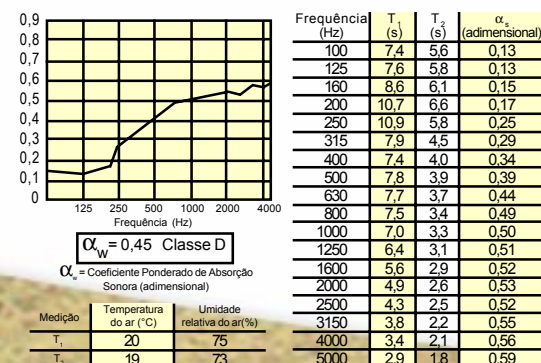 0,9
0,8
0,7
0,6
0,5
0,4
0,3
0,2
0,1
0
125 250 500 1000 2000 4000
Frequência (Hz)
αw = 0,45 Classe D
αw = Coeficiente Ponderado de Absorção
Sonora (adimensional)
Medição Temperatura do ar (°C) Umidade relativa do ar(%)
T1 20 75
T2 19 73
Frequência (Hz) T1 (s) T2 (s) αs (adimensional)
100 7,4 5,6 0,13
125 7,6 5,8 0,13
160 8,6 6,1 0,15
200 10,7 6,6 0,17
250 10,9 5,8 0,25
315 7,9 4,5 0,29
400 7,4 4,0 0,34
500 7,8 3,9 0,39
630 7,7 3,7 0,44
800 7,5 3,4 0,49
1000 7,0 3,3 0,50
1250 6,4 3,1 0,51
1600 5,6 2,9 0,52
2000 4,9 2,6 0,53
2500 4,3 2,5 0,52
3150 3,8 2,2 0,55
4000 3,4 2,1 0,56
5000 2,9 1,8 0,59